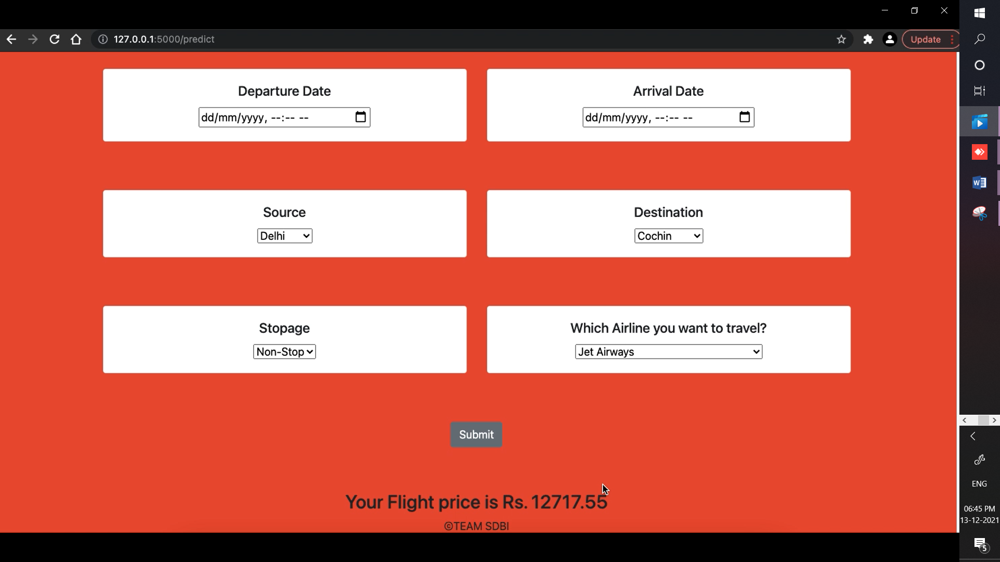 127.0.0.1:5000/predict
Update
Departure Date
Arrival Date
dd/mm/yyyy, --:-- --
dd/mm/yyyy, --:-- --
Source
Destination
Delhi
Cochin
Stopage
Which Airline you want to travel?
Non-Stop
Jet Airways
Submit
Your Flight price is Rs. 12717.55
©TEAM SDBI
W
ENG
06:45 PM
13-12-2021
5